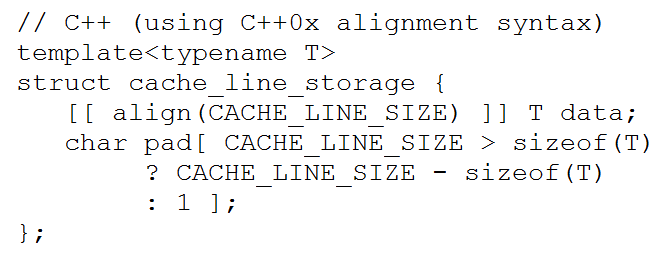 // C++ (using C++0x alignment syntax)
template<typename T>
struct cache_line_storage {
   [[ align(CACHE_LINE_SIZE) ]] T data;
   char pad[ CACHE_LINE_SIZE > sizeof(T)
        ? CACHE_LINE_SIZE - sizeof(T)
        : 1 ];
};